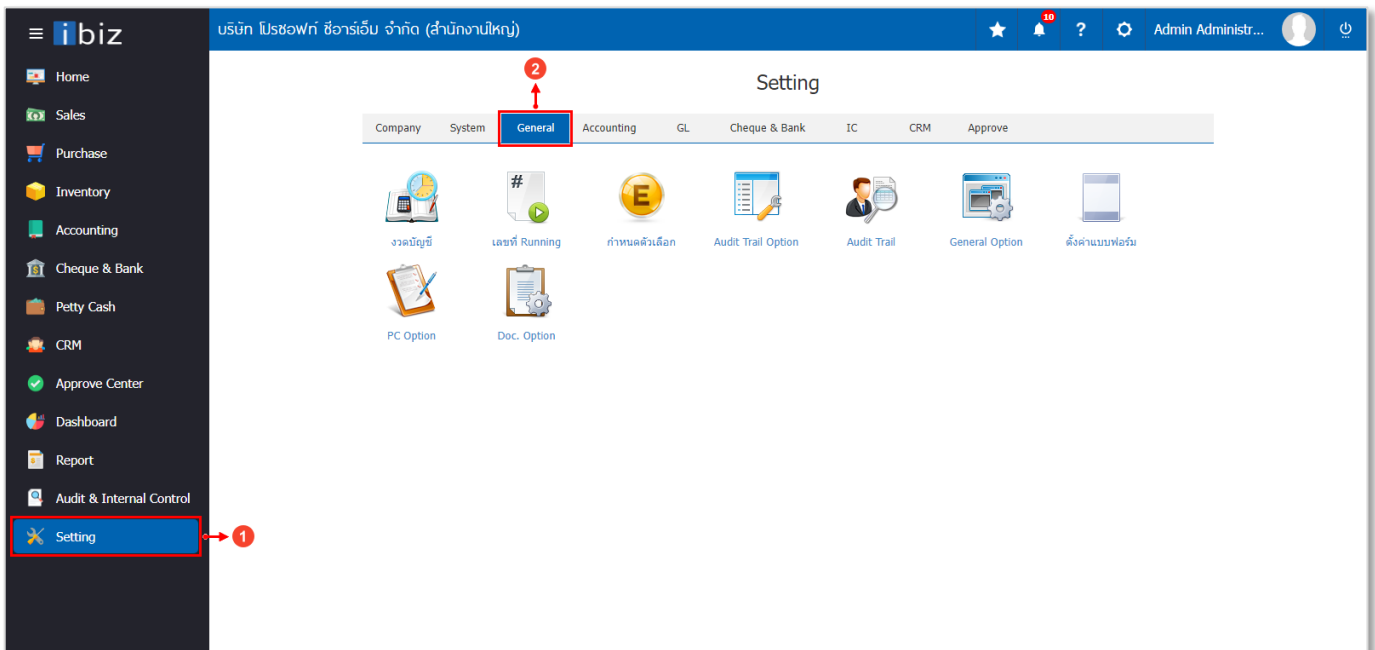 ibiz
บริษัท โปรซอฟท์ ซีอาร์เอ็ม จำกัด (สำนักงานใหญ่)
10
?
Admin Administr...
Home
Sales
Purchase
Inventory
Accounting
Cheque & Bank
Petty Cash
CRM
Approve Center
Dashboard
Report
Audit & Internal Control
Setting
1
2
Setting
Company System General Accounting GL Cheque & Bank IC CRM Approve
#
E
งวดบัญชี เลขที่ Running กำหนดตัวเลือก Audit Trail Option Audit Trail General Option ตั้งค่าแบบฟอร์ม
PC Option Doc. Option